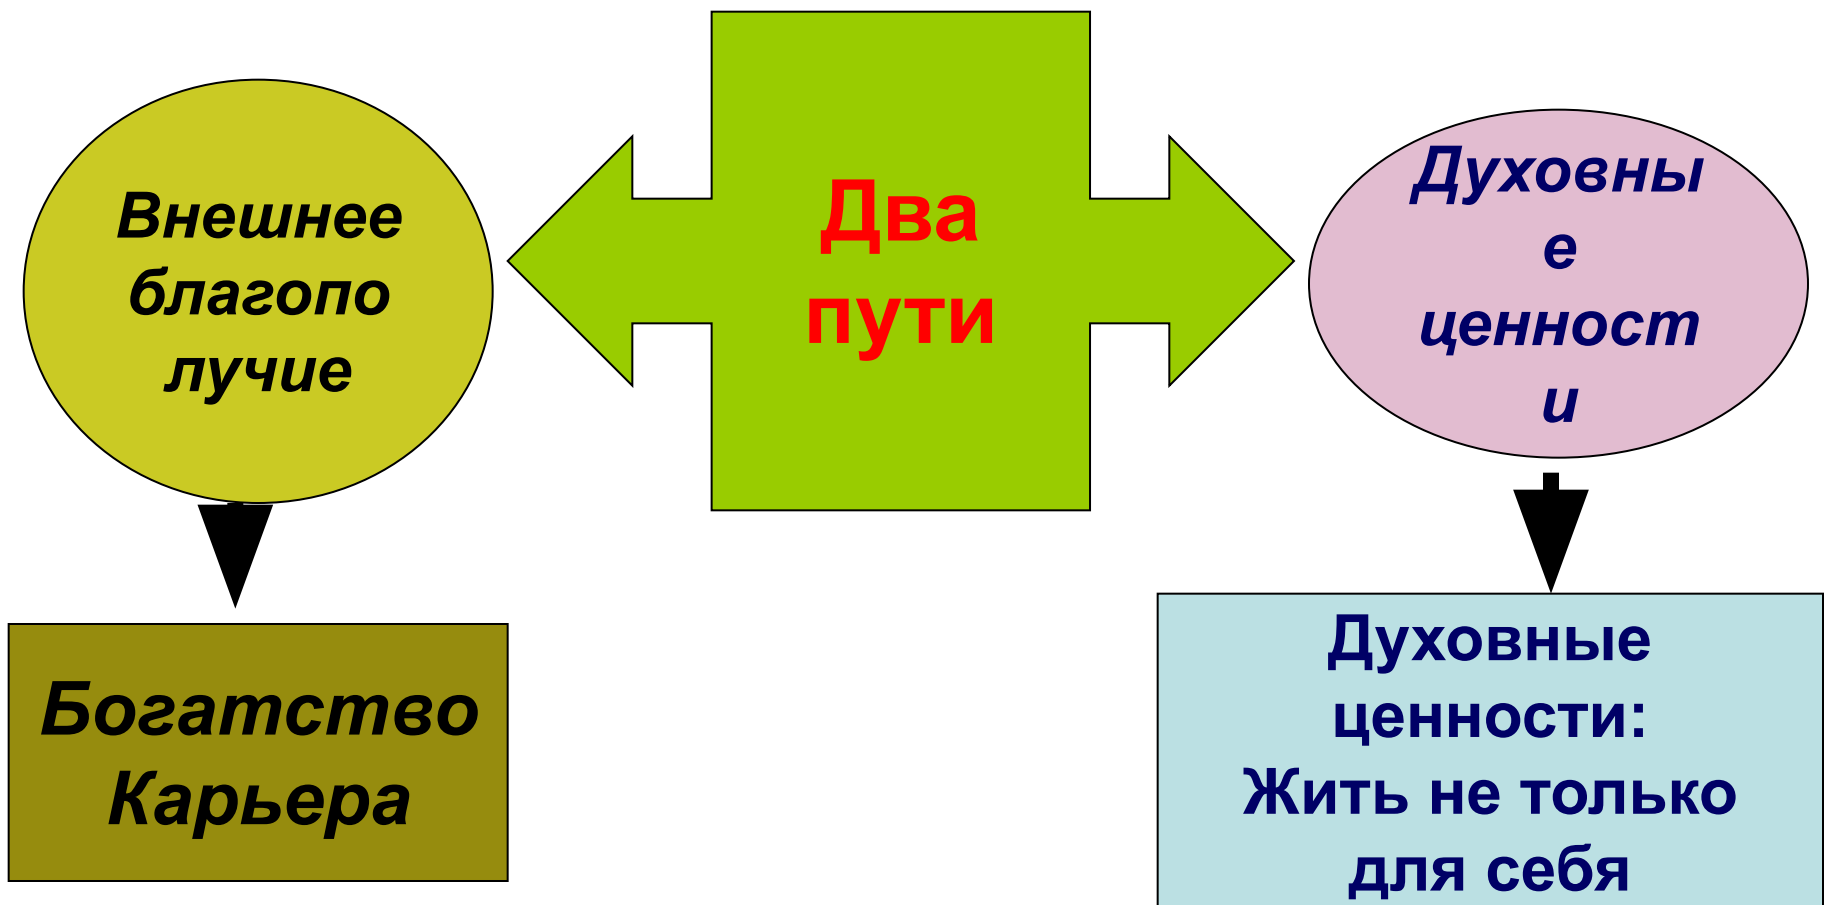 Два
пути
Внешнее
благопо
лучие
Духовны
е
ценност
и
Богатство
Карьера
Духовные
ценности:
Жить не только
для себя